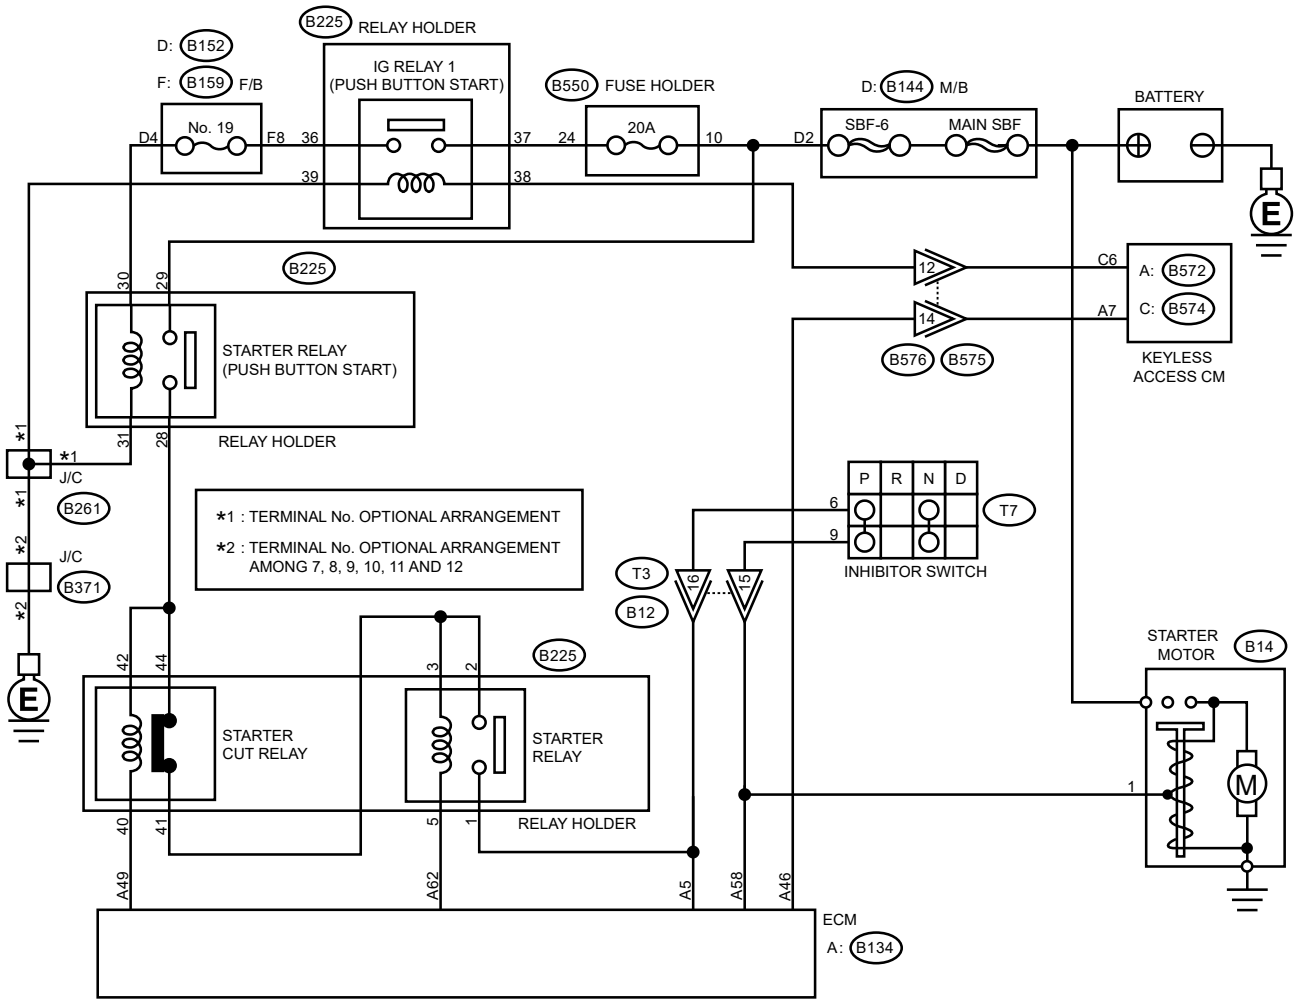 B225 RELAY HOLDER
D: B152
F: B159 F/B
IG RELAY 1
(PUSH BUTTON START)
B550 FUSE HOLDER
D: B144 M/B
BATTERY
D4
No. 19
F8
36
37
24
20A
10
D2
SBF-6
MAIN SBF
39
38
E
30
29
B225
12
C6
A: B572
14
A7
C: B574
B576 B575
KEYLESS
ACCESS CM
STARTER RELAY
(PUSH BUTTON START)
31
28
RELAY HOLDER
*1
*1
J/C
B261
*1
*2
J/C
B371
*2
E
*1 : TERMINAL No. OPTIONAL ARRANGEMENT
*2 : TERMINAL No. OPTIONAL ARRANGEMENT
AMONG 7, 8, 9, 10, 11 AND 12
P R N D
6
9
T7
INHIBITOR SWITCH
T3
B12
16
15
42
44
3
2
B225
STARTER
CUT RELAY
STARTER
RELAY
40
41
5
1
RELAY HOLDER
STARTER
MOTOR
B14
1
M
A49
A62
A5
A58
A46
ECM
A: B134